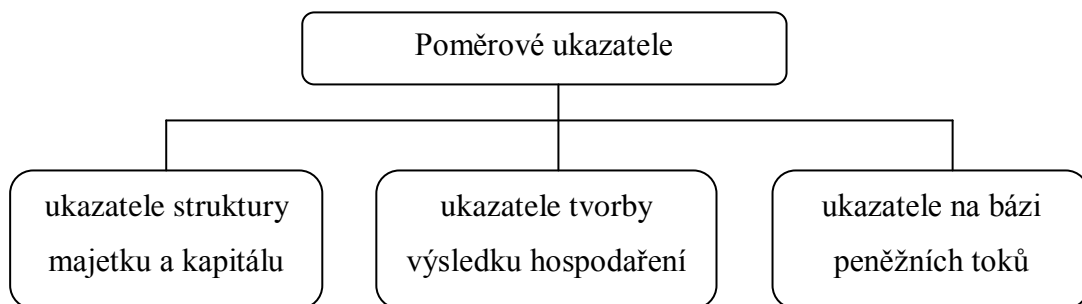 Poměrové ukazatele
ukazatele struktury
majetku a kapitálu
ukazatele tvorby
výsledku hospodaření
ukazatele na bázi
peněžních toků